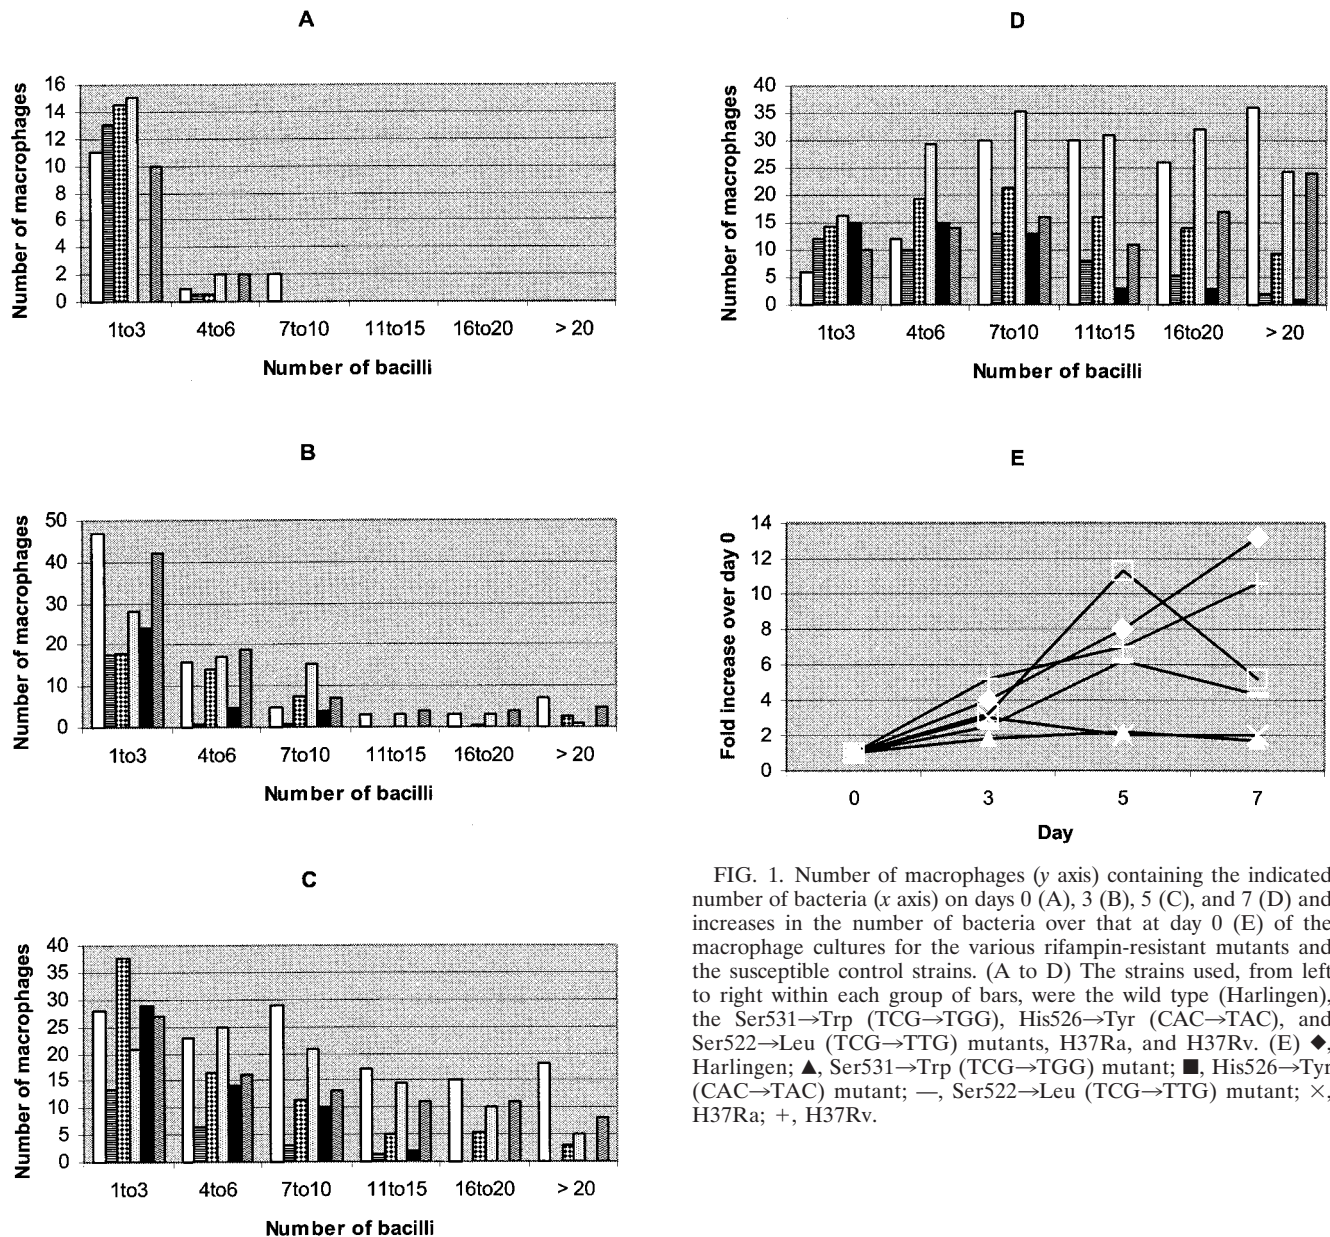 A
Number of macrophages
16
14
12
10
8
6
4
2
0
1to3 4to6 7to10 11to15 16to20 > 20
Number of bacilli
B
Number of macrophages
50
40
30
20
10
0
1to3 4to6 7to10 11to15 16to20 > 20
Number of bacilli
C
Number of macrophages
40
35
30
25
20
15
10
5
0
1to3 4to6 7to10 11to15 16to20 > 20
Number of bacilli
D
Number of macrophages
40
35
30
25
20
15
10
5
0
1to3 4to6 7to10 11to15 16to20 > 20
Number of bacilli
E
Fold increase over day 0
14
12
10
8
6
4
2
0
0 3 5 7
Day
FIG. 1. Number of macrophages (y axis) containing the indicated
number of bacteria (x axis) on days 0 (A), 3 (B), 5 (C), and 7 (D) and
increases in the number of bacteria over that at day 0 (E) of the
macrophage cultures for the various rifampin-resistant mutants and
the susceptible control strains. (A to D) The strains used, from left
to right within each group of bars, were the wild type (Harlingen),
the Ser531→Trp (TCG→TGG), His526→Tyr (CAC→TAC), and
Ser522→Leu (TCG→TTG) mutants, H37Ra, and H37Rv. (E) ◆,
Harlingen; ▲, Ser531→Trp (TCG→TGG) mutant; ■, His526→Tyr
(CAC→TAC) mutant; —, Ser522→Leu (TCG→TTG) mutant; ×,
H37Ra; +, H37Rv.